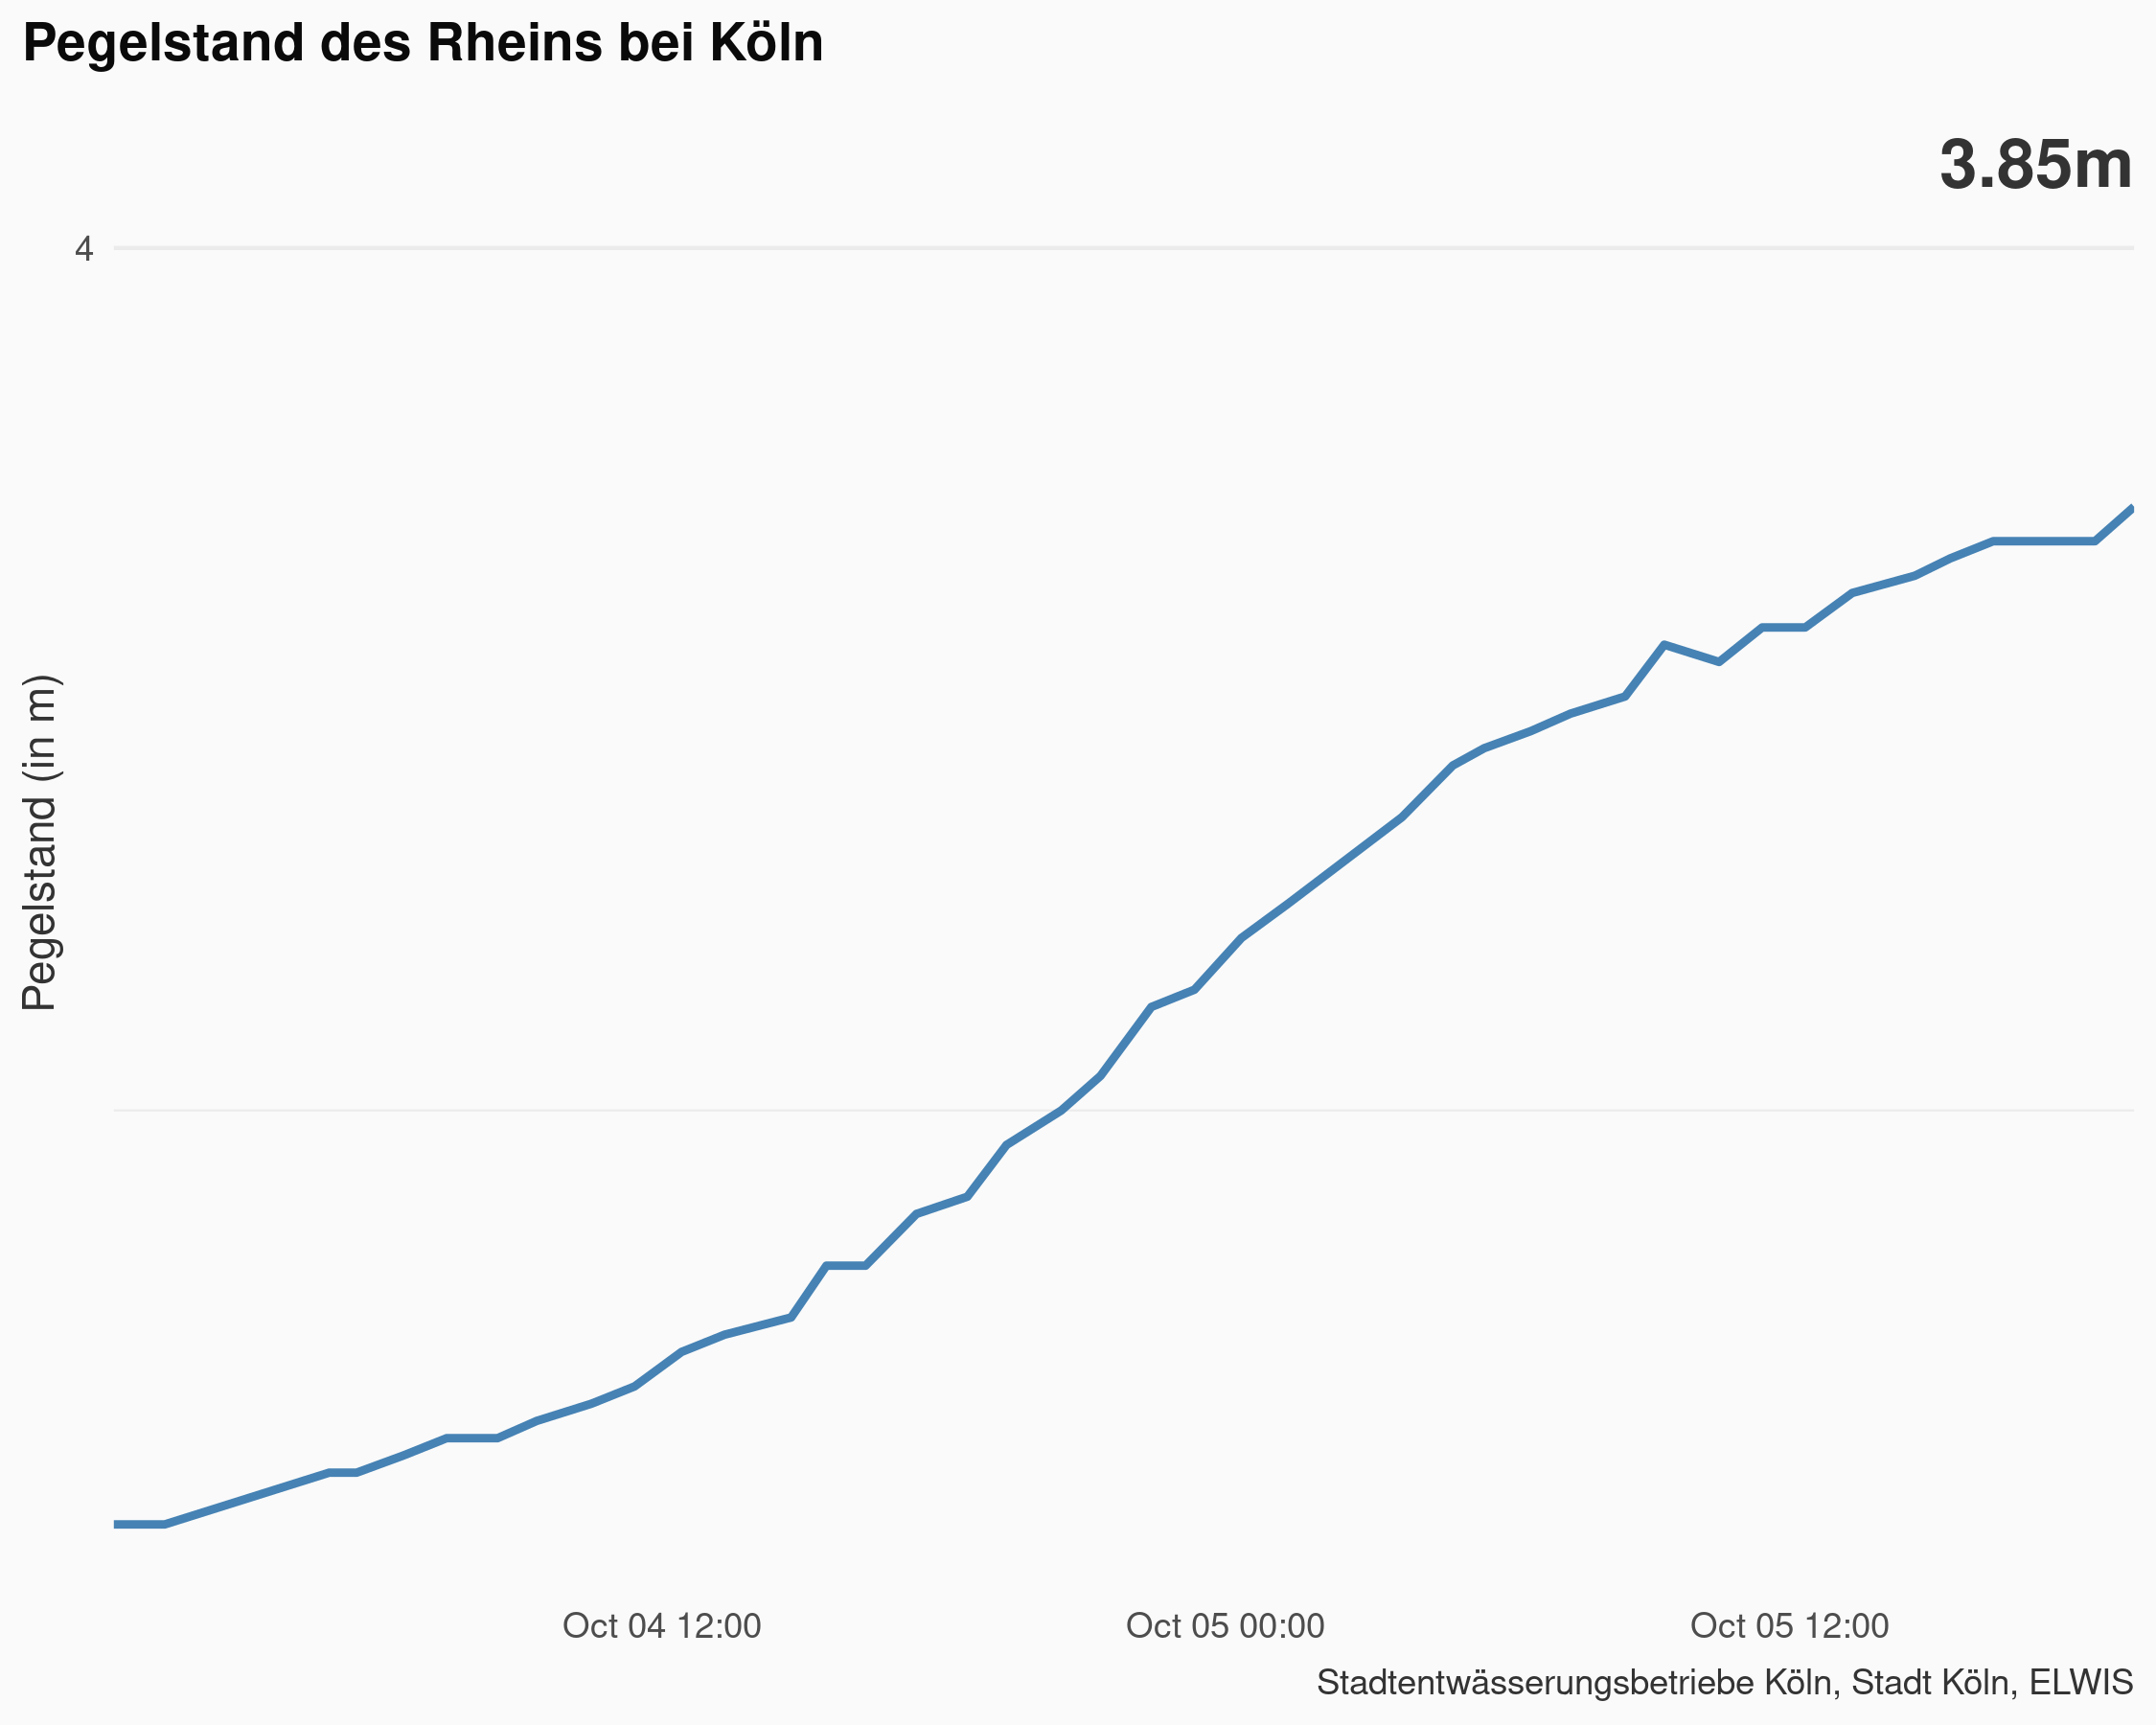 Pegelstand des Rheins bei Köln
3.85m
4
Pegelstand (in m)
Oct 04 12:00
Oct 05 00:00
Oct 05 12:00
Stadtentwässerungsbetriebe Köln, Stadt Köln, ELWIS